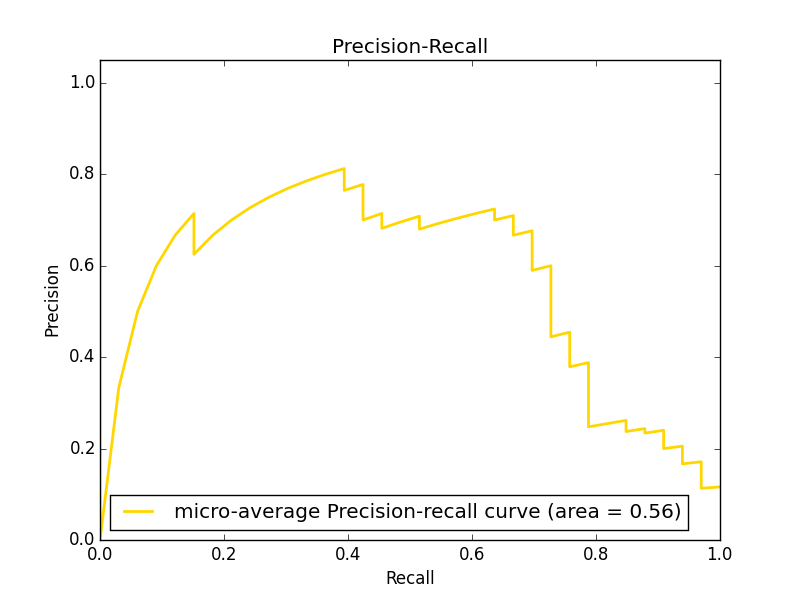 Precision-Recall
1.0
0.8
0.6
0.4
0.2
0.0
Precision
micro-average Precision-recall curve (area = 0.56)
0.0 0.2 0.4 0.6 0.8 1.0
Recall